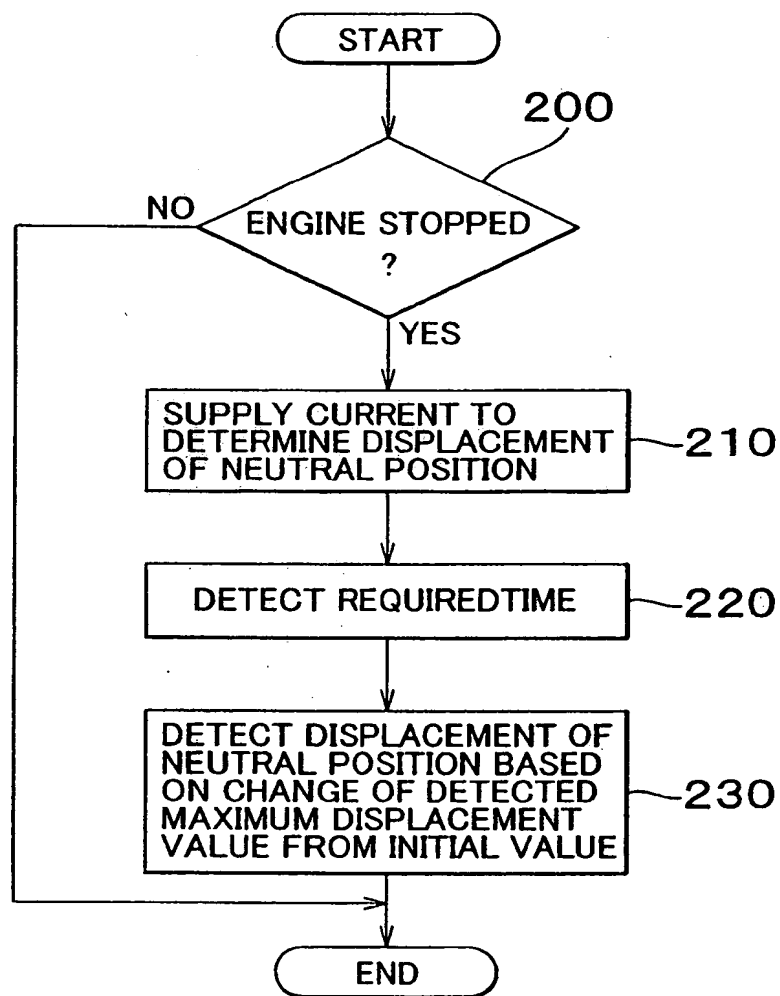 START
200
NO
ENGINE STOPPED
?
YES
SUPPLY CURRENT TO
DETERMINE DISPLACEMENT
OF NEUTRAL POSITION
210
DETECT REQUIREDTIME
220
DETECT DISPLACEMENT OF
NEUTRAL POSITION BASED
ON CHANGE OF DETECTED
MAXIMUM DISPLACEMENT
VALUE FROM INITIAL VALUE
230
END